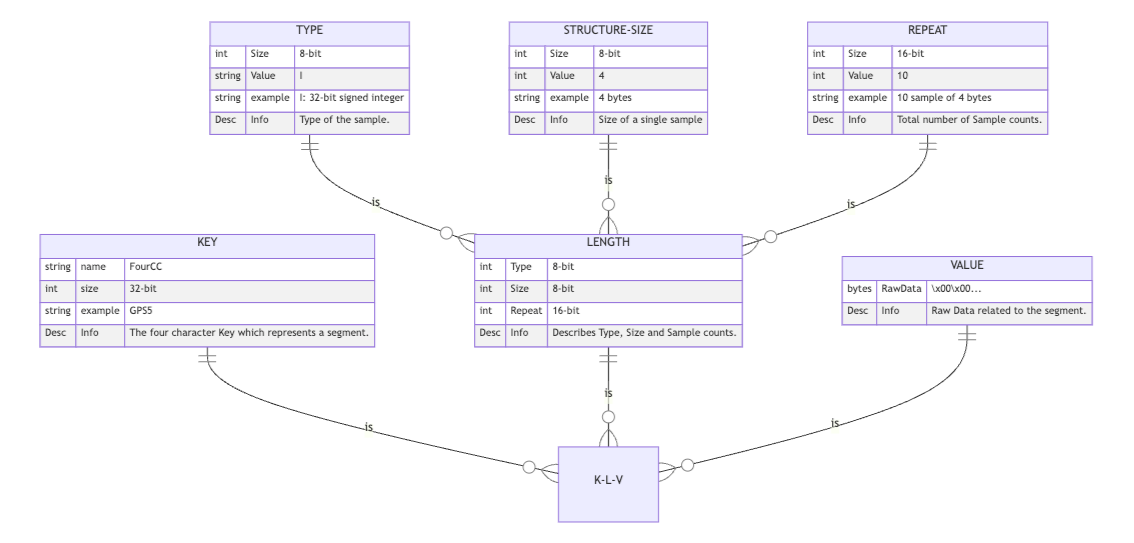 TYPE
int Size 8-bit
string Value l
string example l: 32-bit signed integer
Desc Info Type of the sample.
STRUCTURE-SIZE
int Size 8-bit
int Value 4
string example 4 bytes
Desc Info Size of a single sample
REPEAT
int Size 16-bit
int Value 10
string example 10 sample of 4 bytes
Desc Info Total number of Sample counts.
is
is
is
KEY
string name FourCC
int size 32-bit
string example GPS5
Desc Info The four character Key which represents a segment.
LENGTH
int Type 8-bit
int Size 8-bit
int Repeat 16-bit
Desc Info Describes Type, Size and Sample counts.
VALUE
bytes RawData \x00\x00...
Desc Info Raw Data related to the segment.
is
is
is
K-L-V